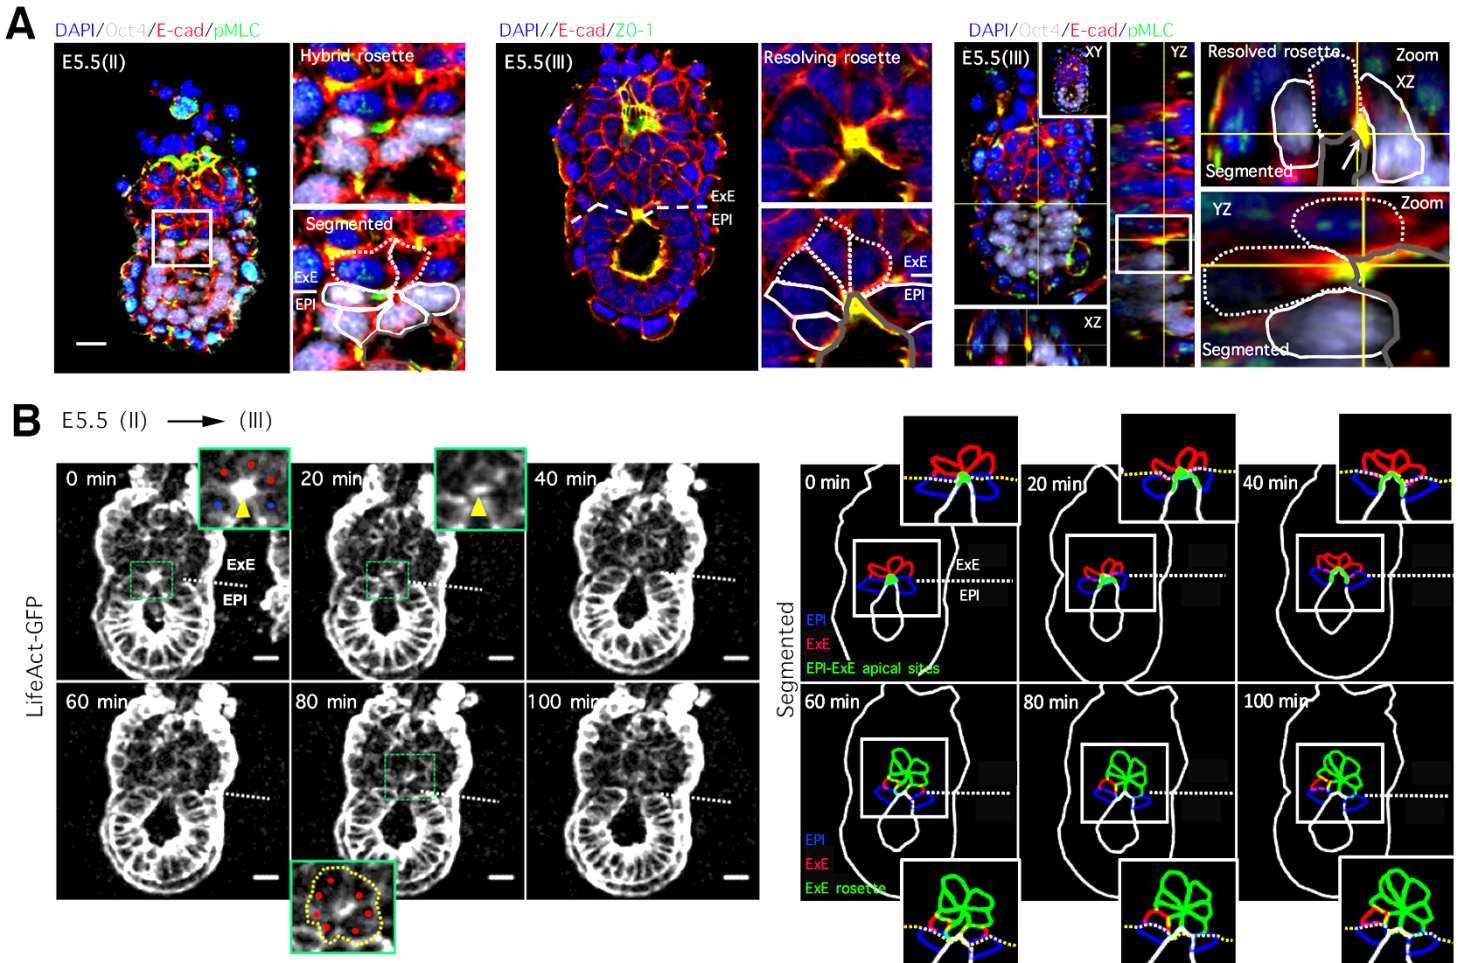 A
DAPI/Oct4/E-cad/pMLC
E5.5(II)
Hybrid rosette
Segmented
ExE
EPI
DAPI//E-cad/ZO-1
E5.5(III)
ExE
EPI
Resolving rosette
ExE
EPI
DAPI/Oct4/E-cad/pMLC
E5.5(III)
XY
XZ
YZ
Resolved rosette
Zoom
XZ
Segmented
YZ
Zoom
Segmented
B
E5.5 (II) (III)
LifeAct-GFP
0 min
ExE
EPI
20 min
40 min
60 min
80 min
100 min
Segmented
0 min
ExE
EPI
EPI
ExE
EPI-ExE apical sites
20 min
40 min
60 min
EPI
ExE
ExE rosette
80 min
100 min